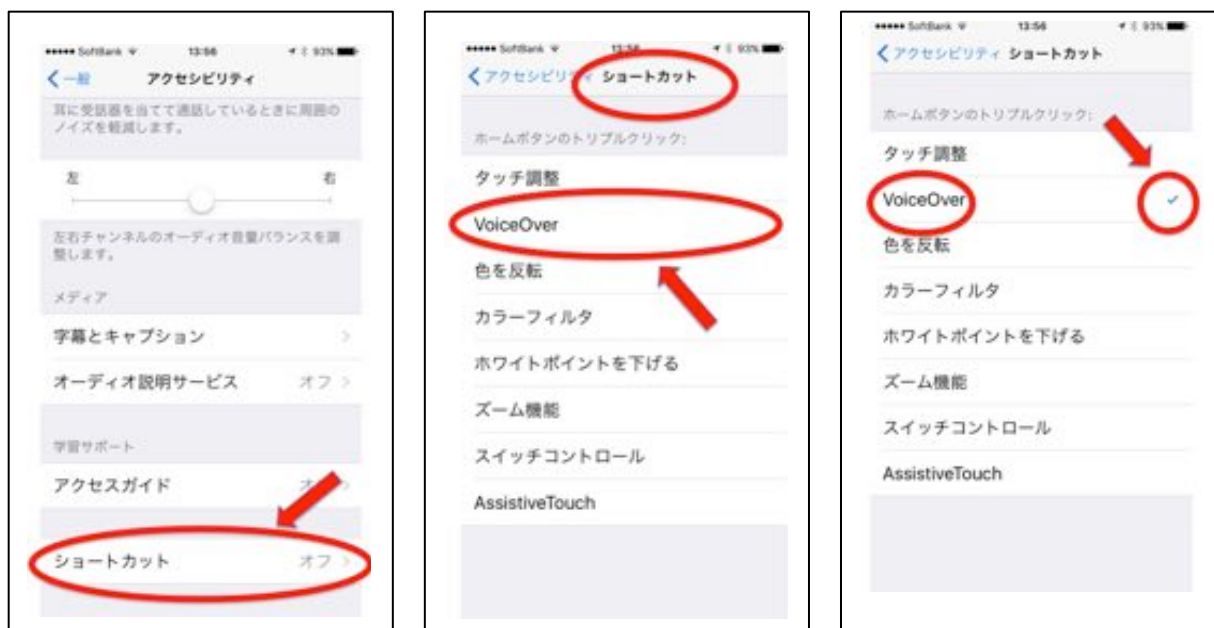 SoftBank 13:56 93%
一般 アクセシビリティ
耳に受話器を当てて通話しているときに周囲の
ノイズを軽減します。
左 右
左右チャンネルのオーディオ音量バランスを調
整します。
メディア
字幕とキャプション
オーディオ説明サービス オフ
学習サポート
アクセスガイド
ショートカット オフ
SoftBank 13:56 93%
アクセシビリティ ショートカット
ホームボタンのトリプルクリック:
タッチ調整
VoiceOver
色を反転
カラーフィルタ
ホワイトポイントを下げる
ズーム機能
スイッチコントロール
AssistiveTouch
SoftBank 13:56 93%
アクセシビリティ ショートカット
ホームボタンのトリプルクリック:
タッチ調整
VoiceOver
色を反転
カラーフィルタ
ホワイトポイントを下げる
ズーム機能
スイッチコントロール
AssistiveTouch